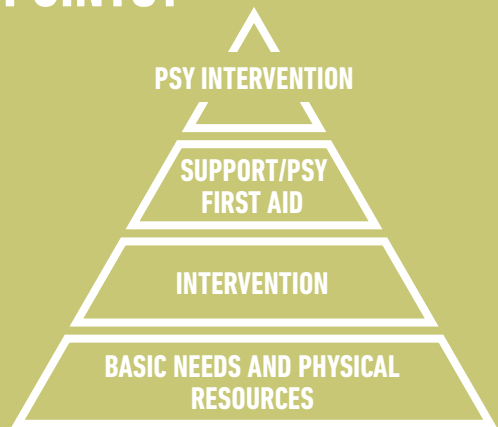 PSY INTERVENTION
SUPPORT/PSY
FIRST AID
INTERVENTION
BASIC NEEDS AND PHYSICAL
RESOURCES